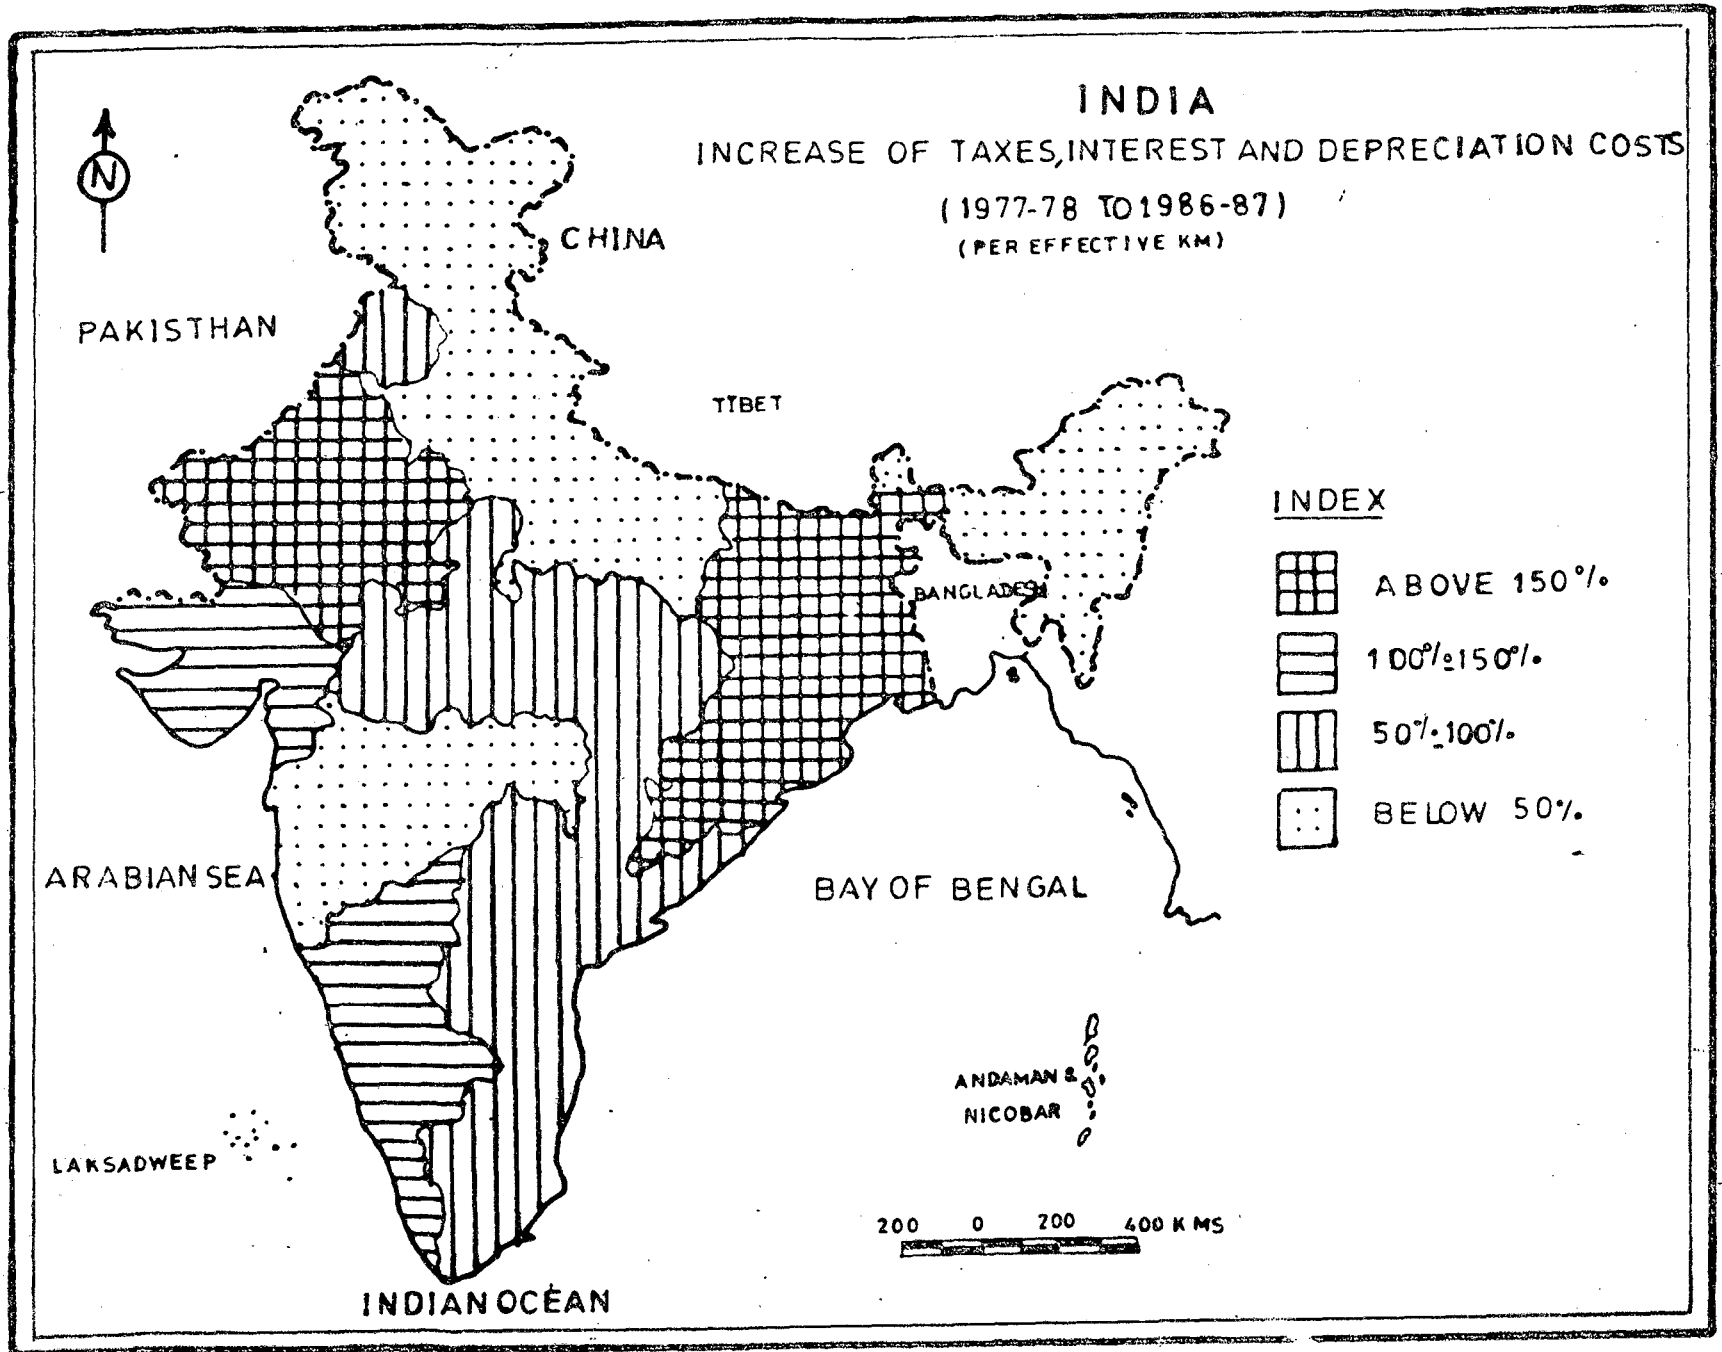 INDIA
INCREASE OF TAXES,INTEREST AND DEPRECIATION COSTS
(1977-78 TO 1986-87)
(PER EFFECTIVE KM)
N
CHINA
PAKISTHAN
TIBET
BANGLADESH
INDEX
ABOVE 150%
100%-150%
50%-100%
BELOW 50%
ARABIAN SEA
BAY OF BENGAL
ANDAMAN &
NICOBAR
LAKSADWEEP
200 0 200 400 KMS
INDIAN OCEAN